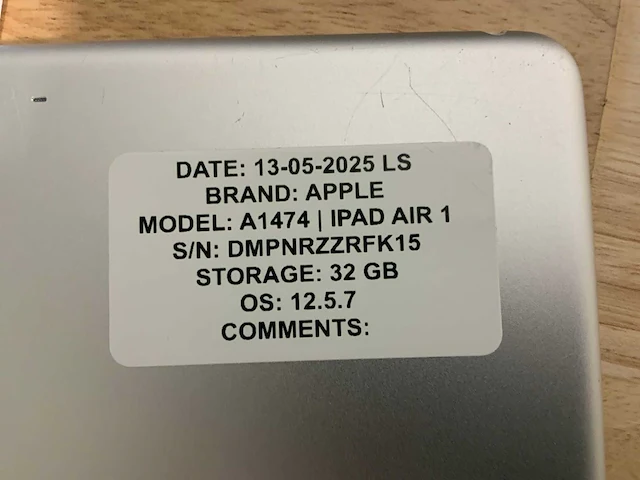 DATE: 13-05-2025 LS
BRAND: APPLE
MODEL: A1474 | IPAD AIR 1
S/N: DMPNRZZRFK15
STORAGE: 32 GB
OS: 12.5.7
COMMENTS: